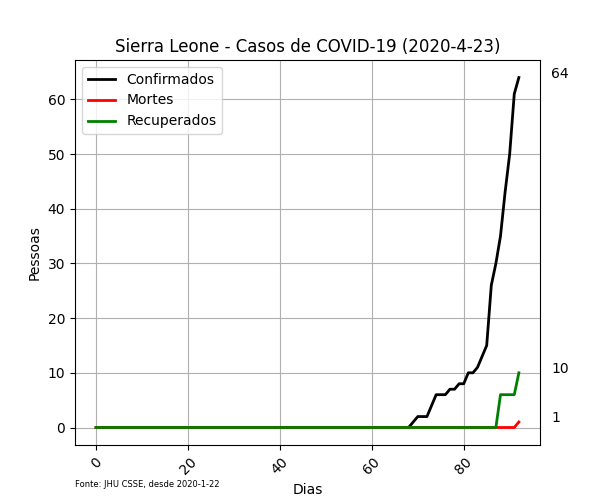 Sierra Leone - Casos de COVID-19 (2020-4-23)
Confirmados
Mortes
Recuperados
64
60
50
40
30
20
10
10
1
0
Pessoas
0
20
40
60
80
Fonte: JHU CSSE, desde 2020-1-22
Dias